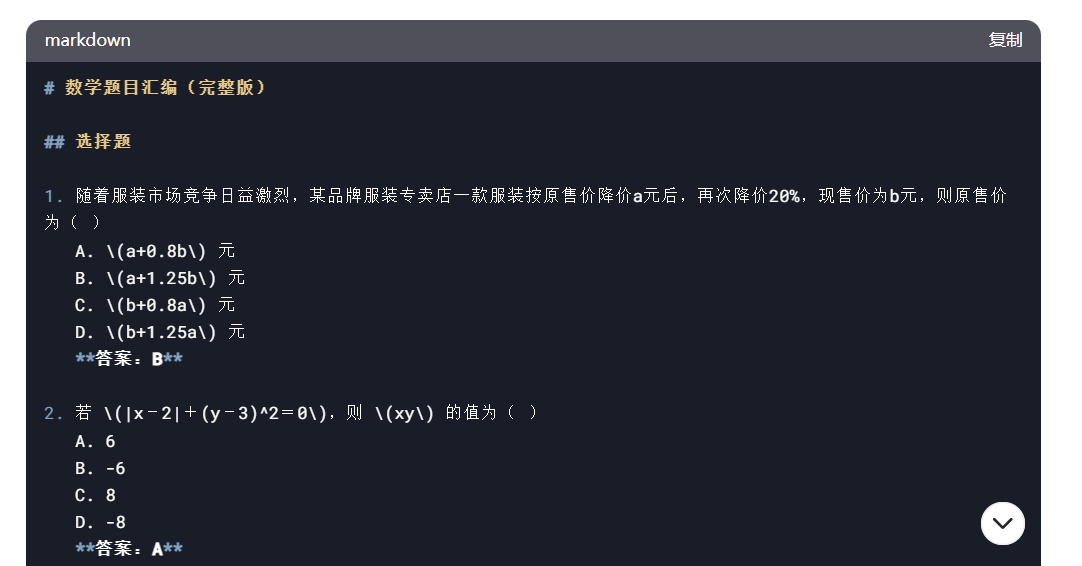 markdown 复制
# 数学题目汇编（完整版）
## 选择题
1. 随着服装市场竞争日益激烈，某品牌服装专卖店一款服装按原售价降价a元后，再次降价20%，现售价为b元，则原售价
为（ ）
A. \(a+0.8b\) 元
B. \(a+1.25b\) 元
C. \(b+0.8a\) 元
D. \(b+1.25a\) 元
**答案：B**
2. 若 \(|x－2|＋(y－3)^2＝0\)，则 \(xy\) 的值为（ ）
A. 6
B. -6
C. 8
D. -8
**答案：A**